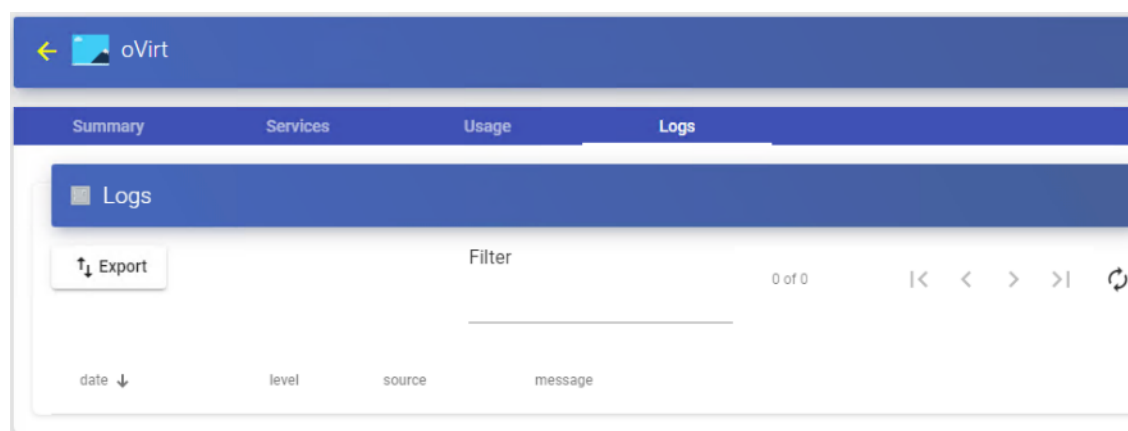 oVirt
Summary Services Usage Logs
Logs
Export
Filter
0 of 0
date level source message